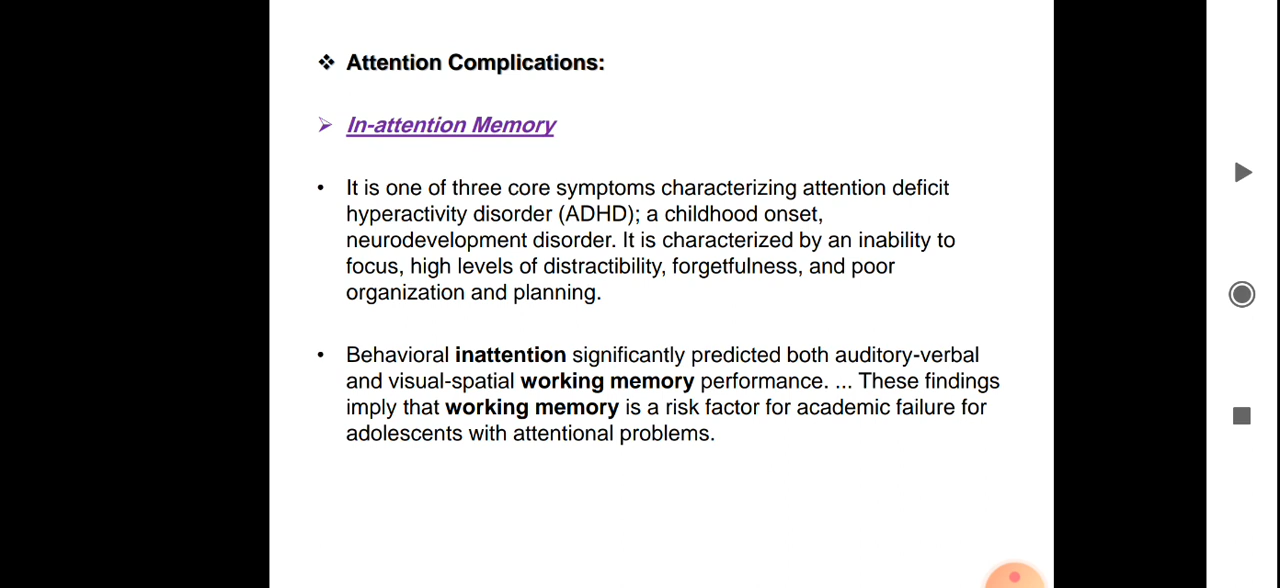 ❖ Attention Complications:
➢ In-attention Memory
• It is one of three core symptoms characterizing attention deficit
hyperactivity disorder (ADHD); a childhood onset,
neurodevelopment disorder. It is characterized by an inability to
focus, high levels of distractibility, forgetfulness, and poor
organization and planning.
• Behavioral inattention significantly predicted both auditory-verbal
and visual-spatial working memory performance. ... These findings
imply that working memory is a risk factor for academic failure for
adolescents with attentional problems.